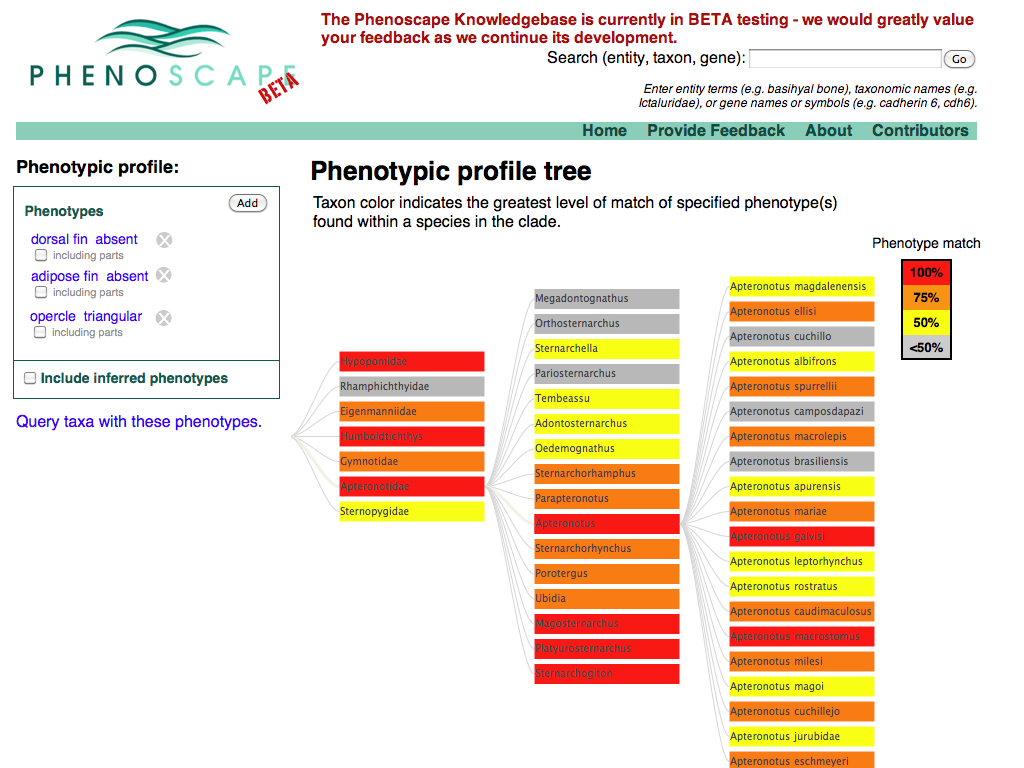 PHENOSCAPE
BETA
The Phenoscape Knowledgebase is currently in BETA testing - we would greatly value
your feedback as we continue its development.
Search (entity, taxon, gene):
Go
Enter entity terms (e.g. basihyal bone), taxonomic names (e.g.
Ictaluridae), or gene names or symbols (e.g. cadherin 6, cdh6).
Home Provide Feedback About Contributors
Phenotypic profile:
Phenotypes
Add
dorsal fin absent
including parts
adipose fin absent
including parts
opercle triangular
including parts
Include inferred phenotypes
Query taxa with these phenotypes.
Phenotypic profile tree
Taxon color indicates the greatest level of match of specified phenotype(s)
found within a species in the clade.
Phenotype match
100%
75%
50%
<50%
Hypopomidae
Rhamphichthyidae
Eigenmanniidae
Humboldtichthys
Gymnotidae
Apteronotidae
Sternopygidae
Megadontognathus
Orthosternarchus
Sternarchella
Pariosternarchus
Tembeassu
Adontosternarchus
Oedemognathus
Sternarchorhamphus
Parapteronotus
Apteronotus
Sternarchorhynchus
Porotergus
Ubidia
Magosternarchus
Platyurosternarchus
Sternarchogiton
Apteronotus magdalenensis
Apteronotus ellisi
Apteronotus cuchillo
Apteronotus albifrons
Apteronotus spurrellii
Apteronotus camposdapazi
Apteronotus macrolepis
Apteronotus brasiliensis
Apteronotus apurensis
Apteronotus mariae
Apteronotus galvisi
Apteronotus leptorhynchus
Apteronotus rostratus
Apteronotus caudimaculosus
Apteronotus macrostomus
Apteronotus milesi
Apteronotus magoi
Apteronotus cuchillejo
Apteronotus jurubidae
Apteronotus eschmeyeri